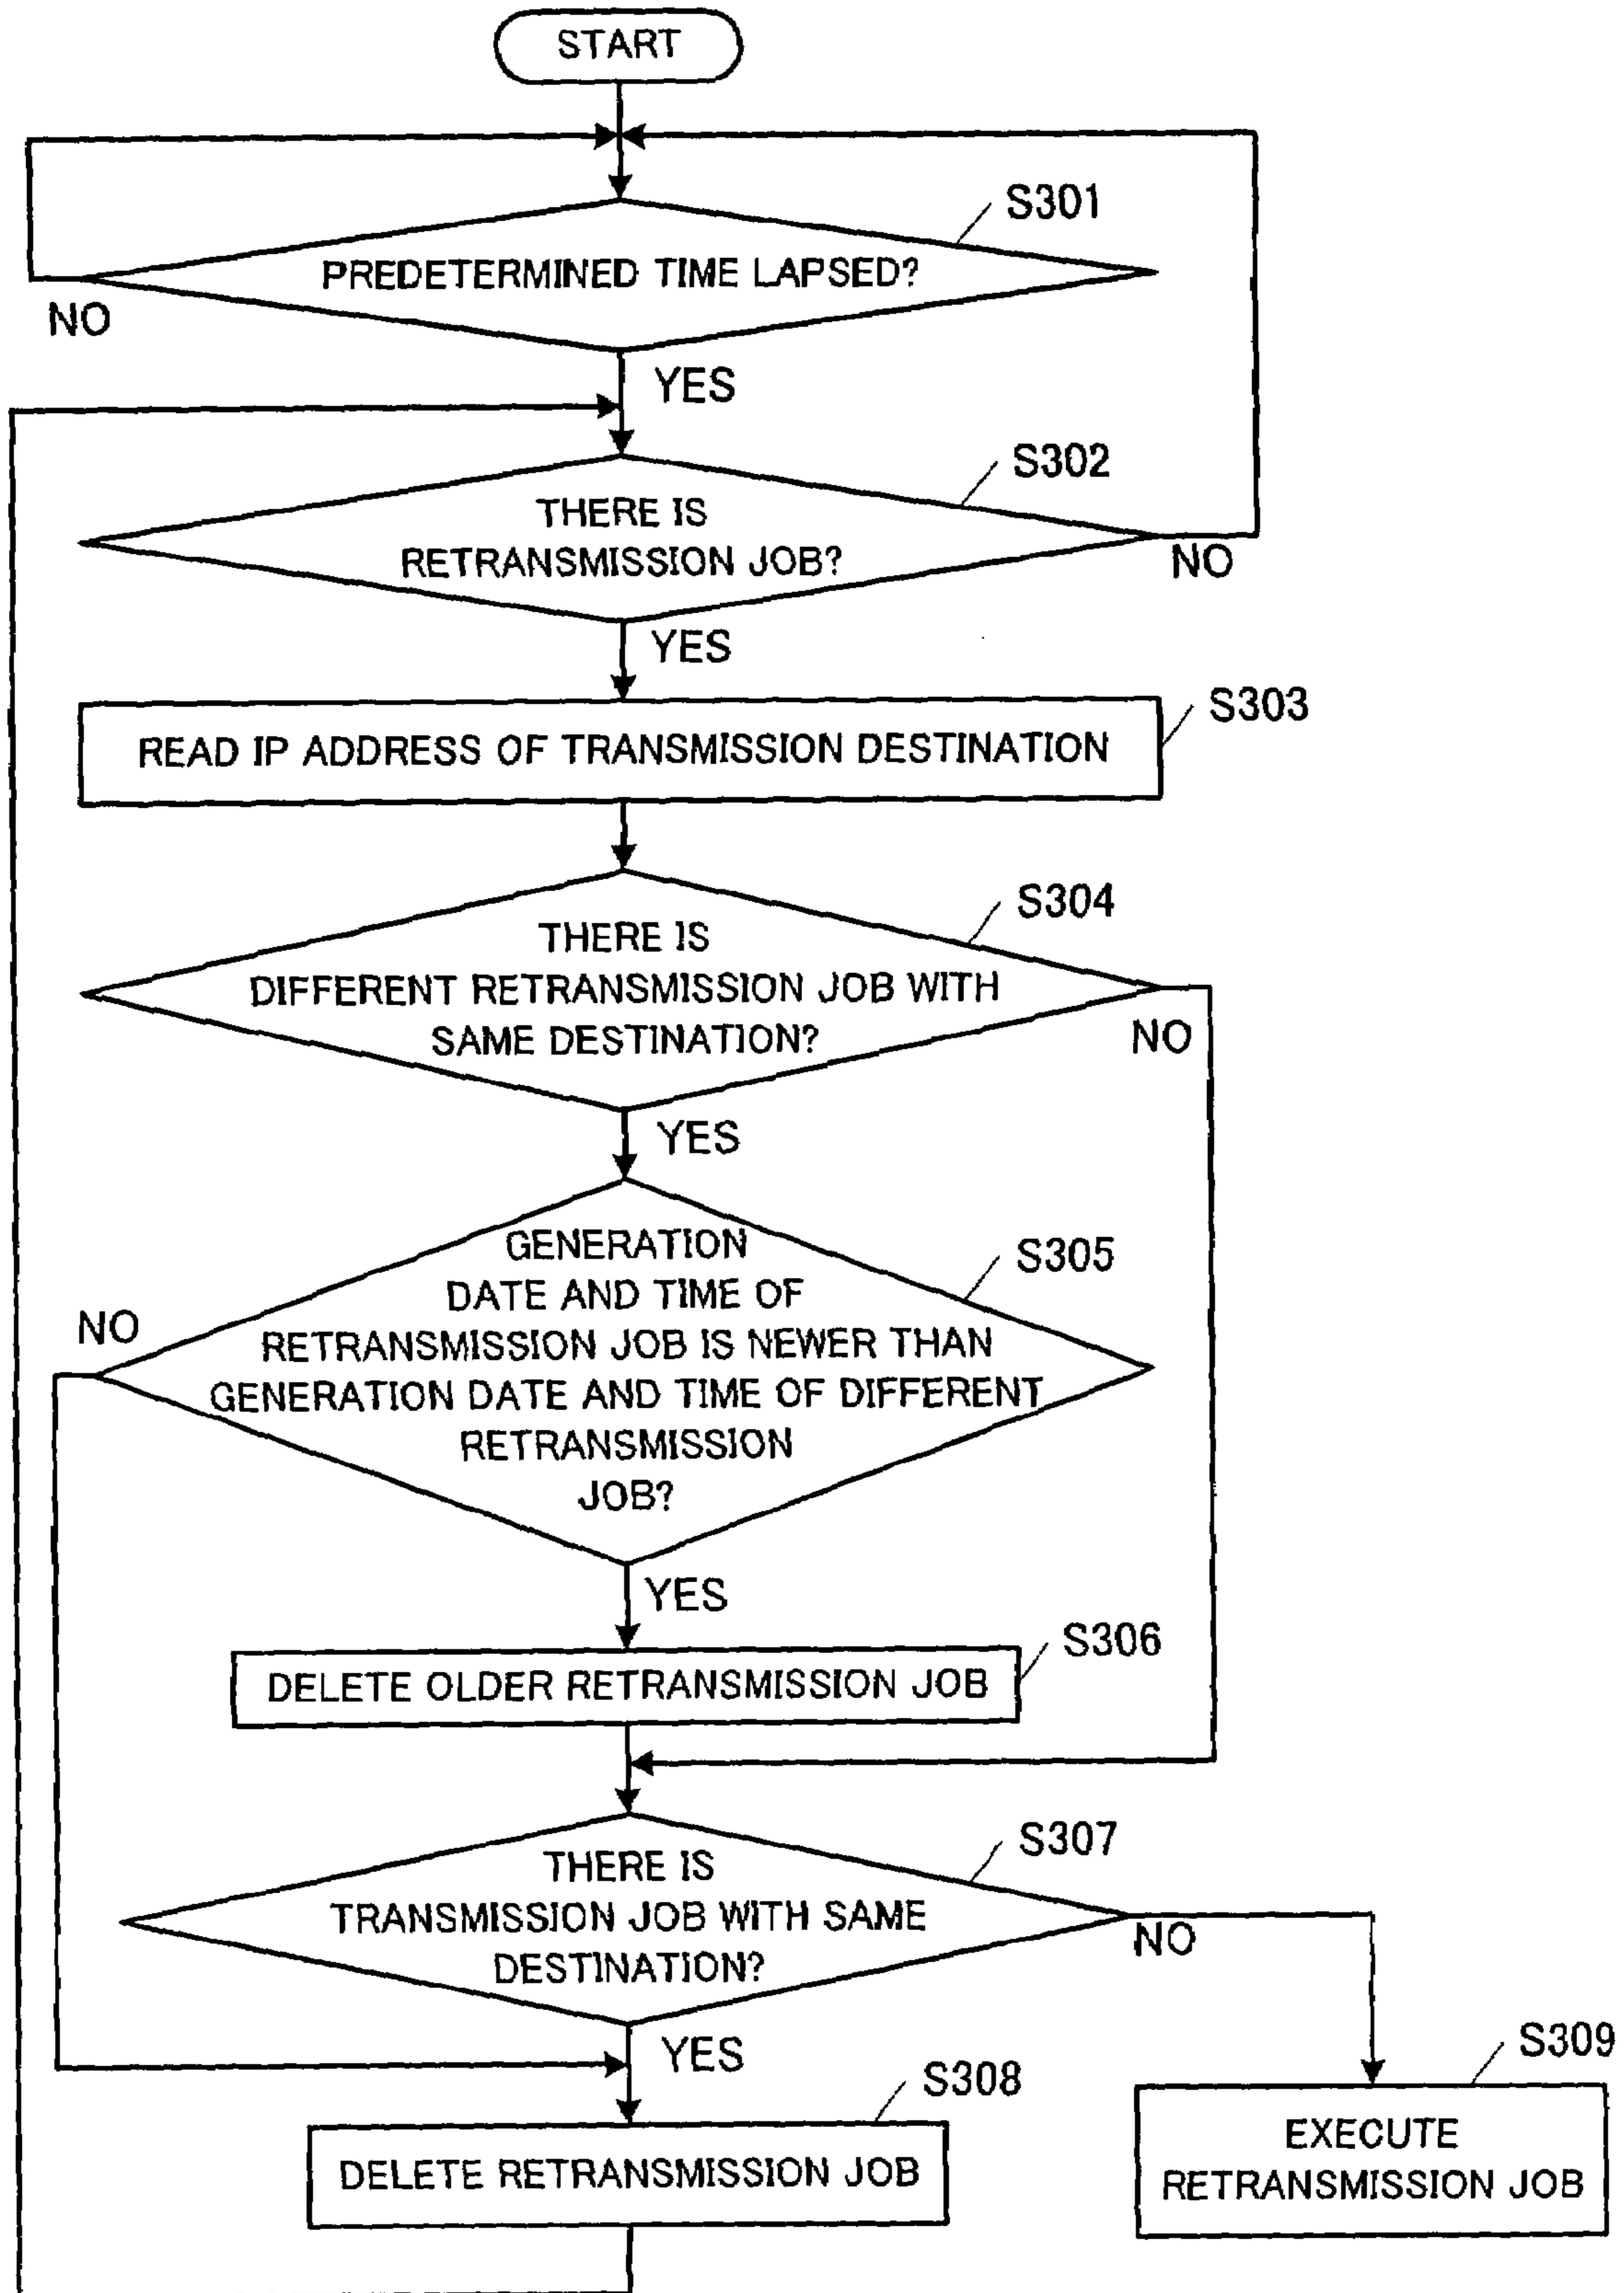 START
S301
PREDETERMINED TIME LAPSED?
NO
YES
S302
THERE IS
RETRANSMISSION JOB?
NO
YES
S303
READ IP ADDRESS OF TRANSMISSION DESTINATION
S304
THERE IS
DIFFERENT RETRANSMISSION JOB WITH
SAME DESTINATION?
NO
YES
S305
GENERATION
DATE AND TIME OF
RETRANSMISSION JOB IS NEWER THAN
GENERATION DATE AND TIME OF DIFFERENT
RETRANSMISSION
JOB?
NO
YES
S306
DELETE OLDER RETRANSMISSION JOB
S307
THERE IS
TRANSMISSION JOB WITH SAME
DESTINATION?
NO
YES
S308
DELETE RETRANSMISSION JOB
S309
EXECUTE
RETRANSMISSION JOB